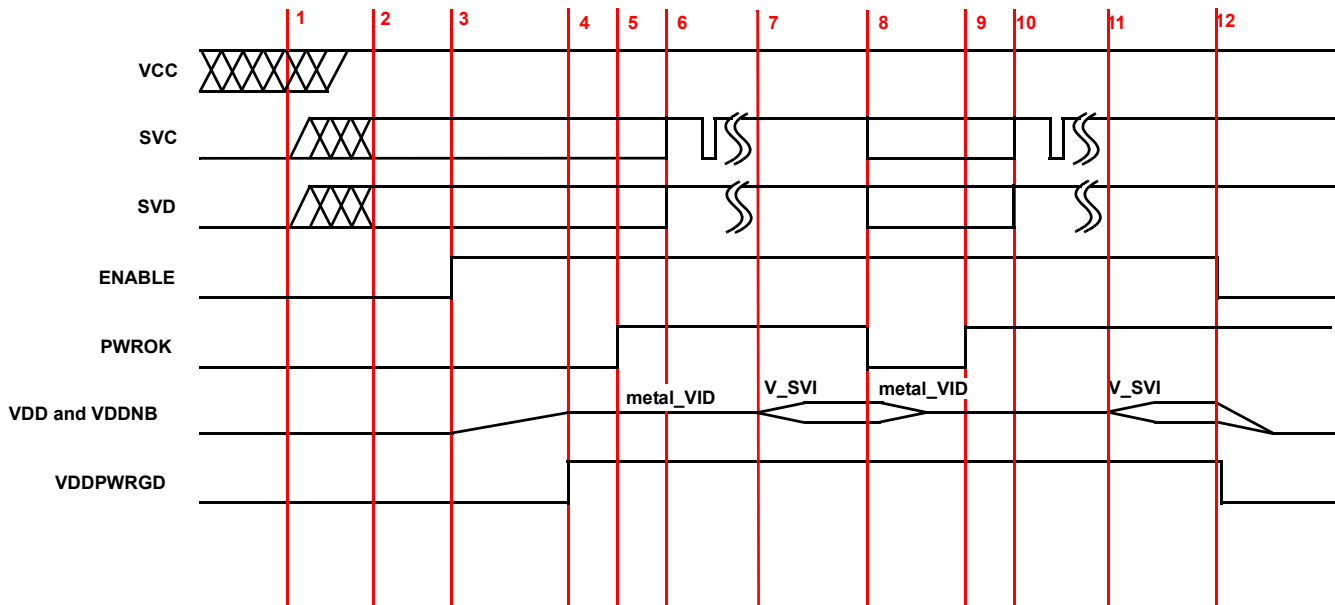 1 2 3 4 5 6 7 8 9 10 11 12
VCC
SVC
SVD
ENABLE
PWROK
VDD and VDDNB metal_VID V_SVI metal_VID V_SVI
VDDPWRGD